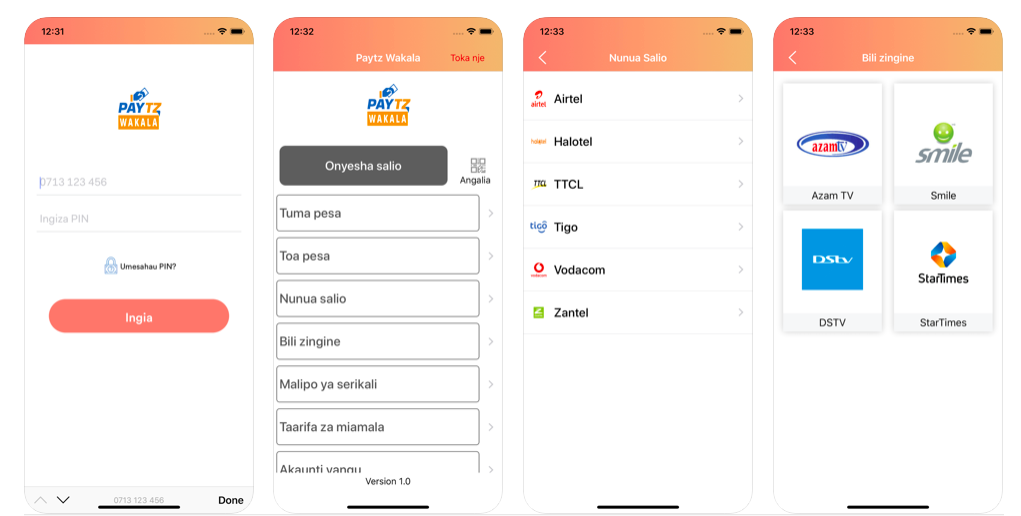 12:31
PAYTZ
WAKALA
0713 123 456
Ingiza PIN
Umesahau PIN?
Ingia
0713 123 456
Done
12:32
Paytz Wakala
Toka nje
PAYTZ
WAKALA
Onyesha salio
Angalia
Tuma pesa
Toa pesa
Nunua salio
Bili zingine
Malipo ya serikali
Taarifa za miamala
Akaunti yangu
Version 1.0
12:33
Nunua Salio
airtel
Airtel
halotel
Halotel
TTCL
TTCL
tigo
Tigo
vodacom
Vodacom
Zantel
12:33
Bili zingine
azamtv
Azam TV
smile
Smile
DStv
DSTV
StarTimes
StarTimes